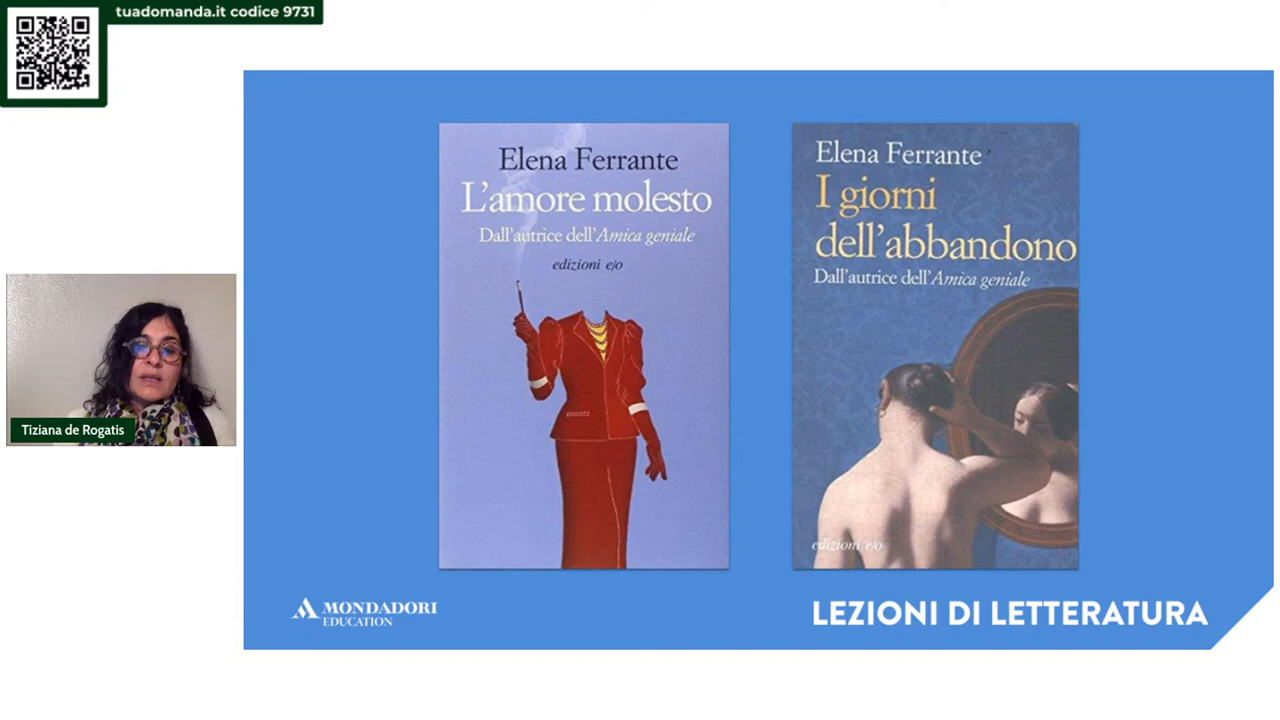 tuadomanda.it codice 9731
Elena Ferrante
L'amore molesto
Dall'autrice dell'Amica geniale
edizioni e/o
Elena Ferrante
I giorni
dell'abbandono
Dall'autrice dell'Amica geniale
edizioni e/o
Tiziana de Rogatis
MONDADORI
EDUCATION
LEZIONI DI LETTERATURA